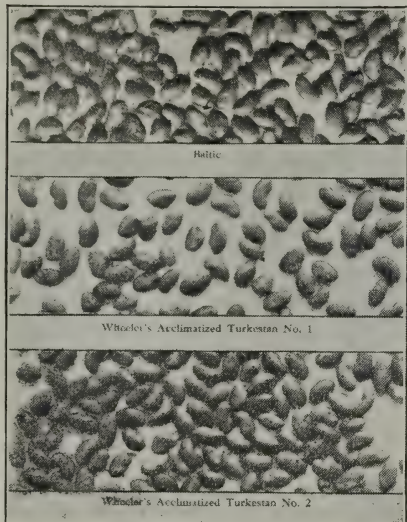 Baltic
Wheeler's Acclimatized Turkestan No. 1
Wheeler's Acclimatized Turkestan No. 2